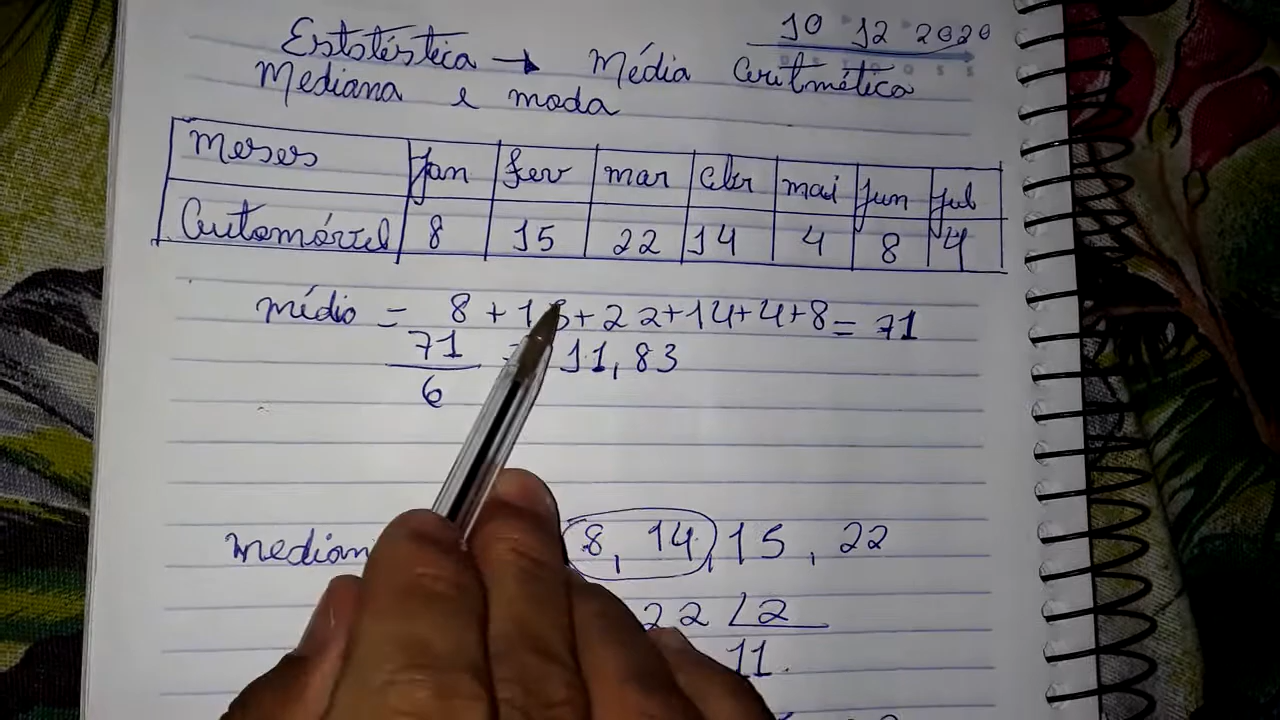 10 12 2020
Estatística → Média Aritmética
Mediana e moda
Meses Jan Fev mar Abr mai Jun Jul
Automóvel 8 15 22 14 4 8 4
médio = 8 + 15 + 22 + 14 + 4 + 8 = 71
71 = 11,83
6
median 8, 14, 15, 22
22 2
11